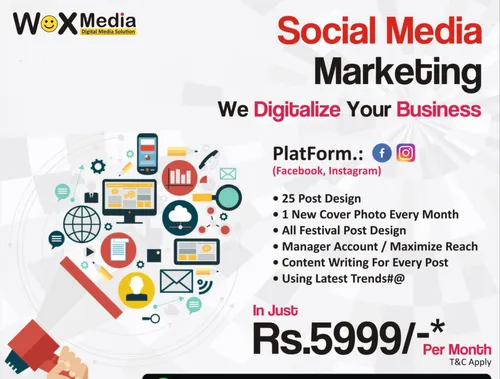 WoX Media
Digital Media Solution
Social Media
Marketing
We Digitalize Your Business
PlatForm.:
(Facebook, Instagram)
• 25 Post Design
• 1 New Cover Photo Every Month
• All Festival Post Design
• Manager Account / Maximize Reach
• Content Writing For Every Post
• Using Latest Trends#@
In Just
Rs.5999/-*
Per Month
T&C Apply